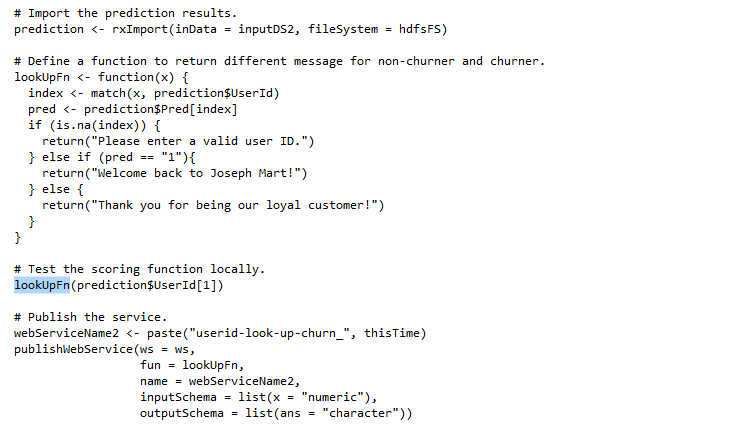 # Import the prediction results.
prediction <- rxImport(inData = inputDS2, fileSystem = hdfsFS)

# Define a function to return different message for non-churner and churner.
lookUpFn <- function(x) {
  index <- match(x, prediction$UserId)
  pred <- prediction$Pred[index]
  if (is.na(index)) {
    return("Please enter a valid user ID.")
  } else if (pred == "1"){
    return("Welcome back to Joseph Mart!")
  } else {
    return("Thank you for being our loyal customer!")
  }
}

# Test the scoring function locally.
lookUpFn(prediction$UserId[1])

# Publish the service.
webServiceName2 <- paste("userid-look-up-churn_", thisTime)
publishWebService(ws = ws,
                  fun = lookUpFn,
                  name = webServiceName2,
                  inputSchema = list(x = "numeric"),
                  outputSchema = list(ans = "character"))